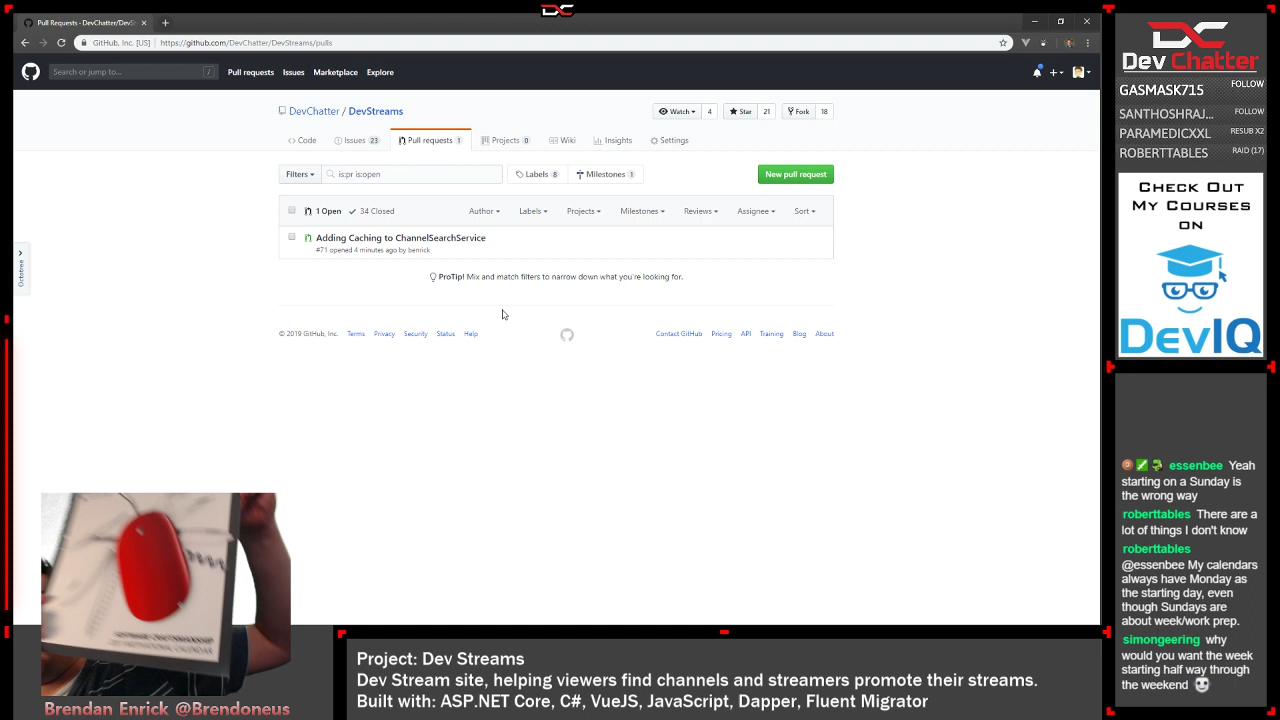 DC
Pull Requests - DevChatter/DevS
GitHub, Inc. [US]
https://github.com/DevChatter/DevStreams/pulls
Search or jump to...
/
Pull requests
Issues
Marketplace
Explore
DevChatter / DevStreams
Watch 4
Star 21
Fork 18
Code
Issues 23
Pull requests 1
Projects 0
Wiki
Insights
Settings
Filters
is:pr is:open
Labels 8
Milestones 1
New pull request
1 Open
34 Closed
Author
Labels
Projects
Milestones
Reviews
Assignee
Sort
Adding Caching to ChannelSearchService
#71 opened 4 minutes ago by benrick
ProTip! Mix and match filters to narrow down what you're looking for.
© 2019 GitHub, Inc.
Terms
Privacy
Security
Status
Help
Contact GitHub
Pricing
API
Training
Blog
About
Octotree
Dev Chatter
GASMASK715 FOLLOW
SANTHOSHRAJ... FOLLOW
PARAMEDICXXL RESUB X2
ROBERTTABLES RAID (17)
CHECK OUT
MY COURSES
ON
DevIQ
essenbee Yeah
starting on a Sunday is
the wrong way
roberttables There are a
lot of things I don't know
roberttables
@essenbee My calendars
always have Monday as
the starting day, even
though Sundays are
about week/work prep.
simongeering why
would you want the week
starting half way through
the weekend
Brendan Enrick @Brendoneus
Project: Dev Streams
Dev Stream site, helping viewers find channels and streamers promote their streams.
Built with: ASP.NET Core, C#, VueJS, JavaScript, Dapper, Fluent Migrator